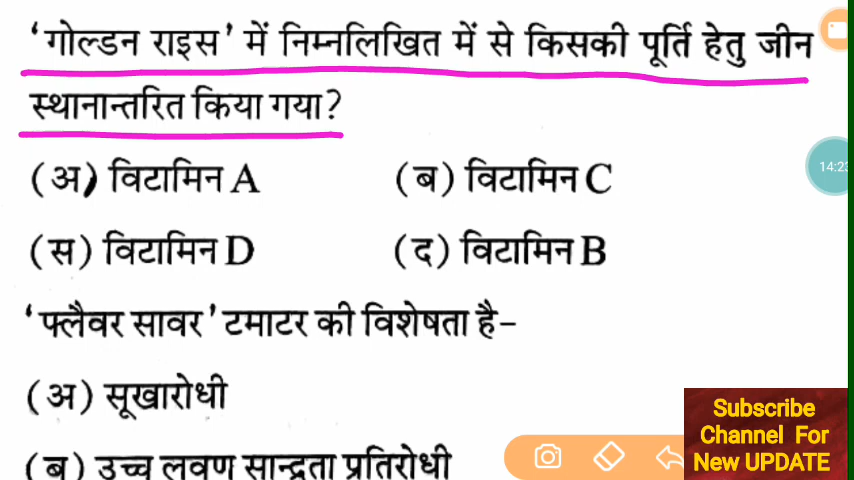 ‘गोल्डन राइस’ में निम्नलिखित में से किसकी पूर्ति हेतु जीन
स्थानान्तरित किया गया?
(अ) विटामिन A (ब) विटामिन C
(स) विटामिन D (द) विटामिन B
‘फ्लैवर सावर’ टमाटर की विशेषता है–
(अ) सूखारोधी
(ब) उच्च लवण सान्द्रता प्रतिरोधी
14:23
Subscribe
Channel For
New UPDATE